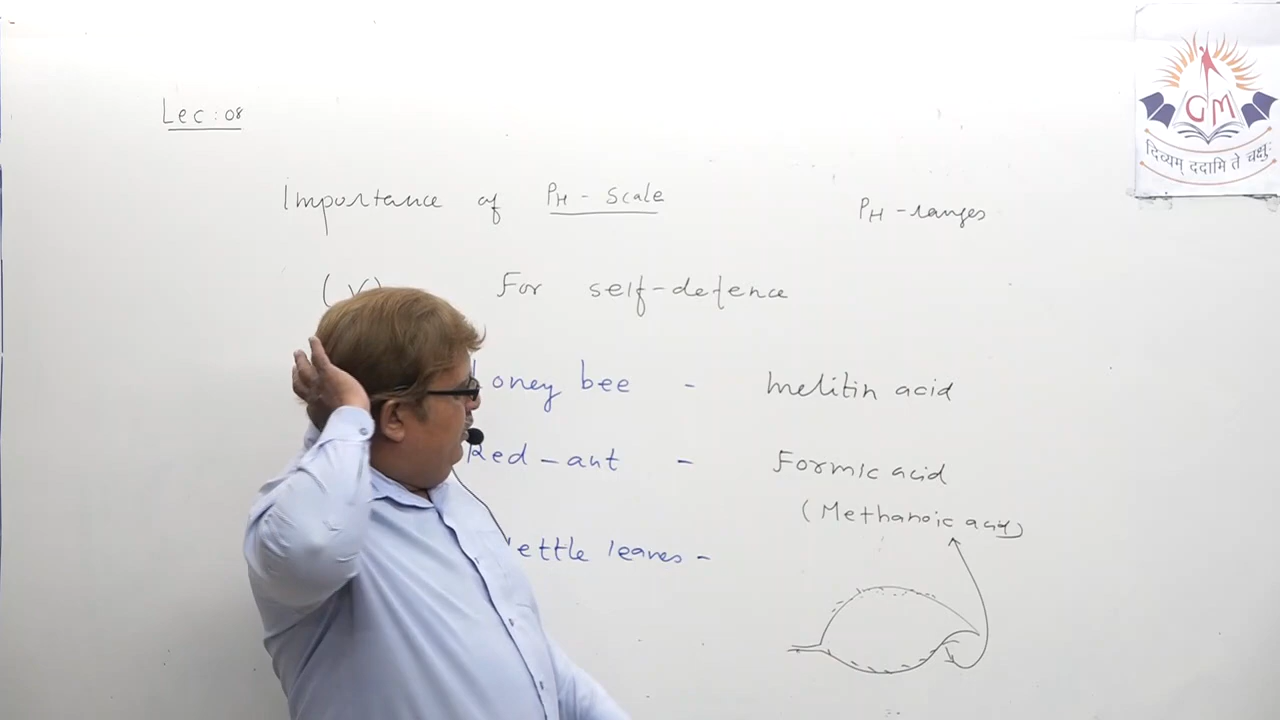 Lec : 08
GM
दिव्यम् ददामि ते चक्षुः
Importance of PH - Scale
PH - ranges
(V) For self-defence
oney bee - Melitin acid
Red - ant - Formic acid
(Methanoic acid)
ettle leaves -